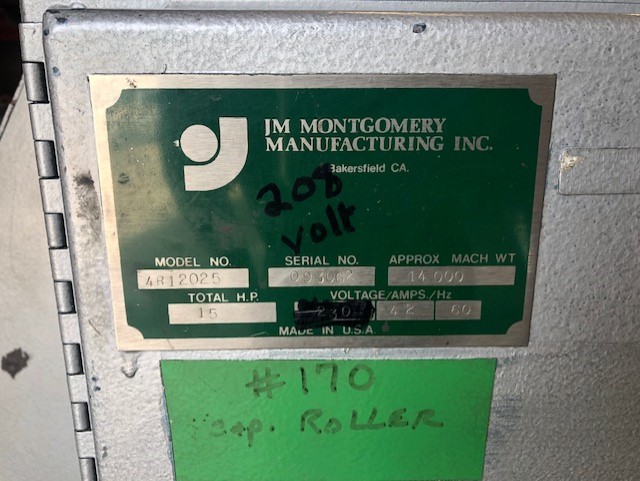 JM MONTGOMERY
MANUFACTURING INC.
Bakersfield CA.
208
volt
MODEL NO. SERIAL NO. APPROX MACH WT
4R12025 14,000
TOTAL H.P. VOLTAGE/AMPS./Hz
15 230 42 60
MADE IN U.S.A.
#170
ROLLER